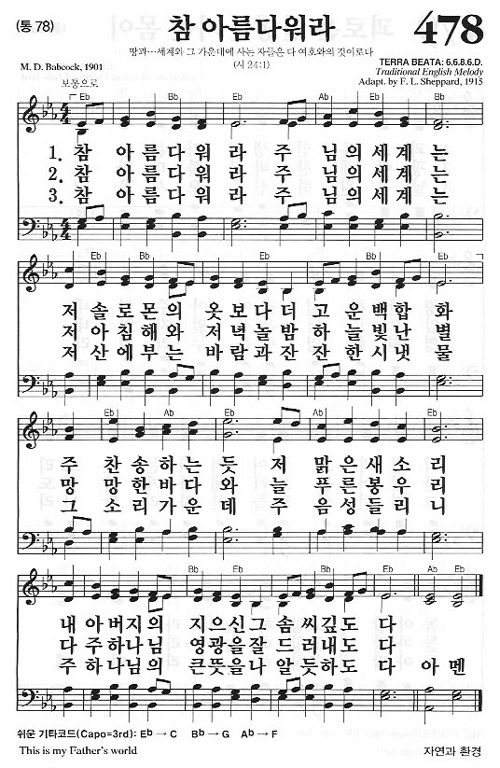 (통 78)
참 아름다워라
478
땅과…세계와 그 가운데에 사는 자들은 다 여호와의 것이로다
(시 24:1)
M. D. Babcock, 1901
TERRA BEATA: 6.6.8.6.D.
Traditional English Melody
Adapt. by F. L. Sheppard, 1915
보통으로
Eb Ab Eb Ab Bb
1. 참 아름다워 라 주 님의세계 는
2. 참 아름다워 라 주 님의세계 는
3. 참 아름다워 라 주 님의세계 는
Eb Bb Eb Bb Eb Bb Eb
저 솔로몬의 옷보다더 고 운백합 화
저 아침해와 저녁놀밤 하 늘빛난 별
저 산에부는 바람과잔 잔 한시냇 물
Eb Ab Eb Ab Eb
주 찬송하는 듯 저 맑은새소 리
망 망한바다 와 늘 푸른봉우 리
그 소리가운 데 주 음성들리 니
Bb Eb Bb Eb Ab Eb
내 아버지의 지으신그 솜 씨깊도 다
다 주하나님 영광을잘 드 러내도 다
주 하나님의 큰뜻을나 알 듯하도 다 아멘
쉬운 기타코드(Capo=3rd): Eb → C Bb → G Ab → F
This is my Father's world
자연과 환경